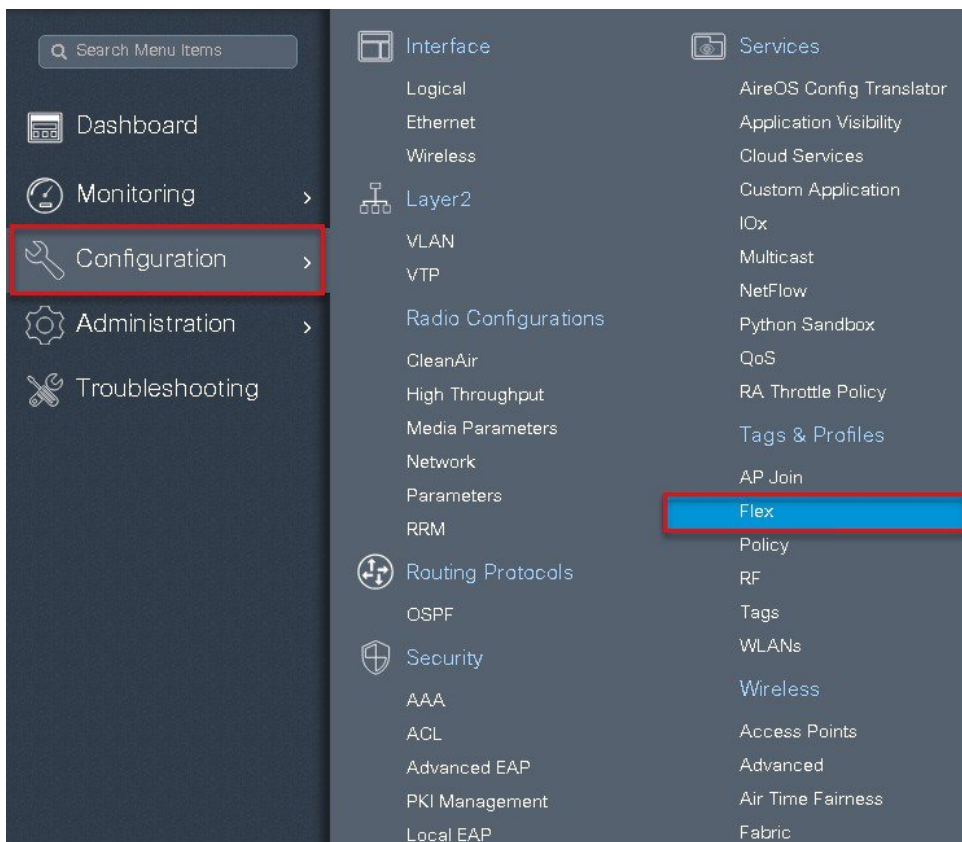 Search Menu Items
Dashboard
Monitoring
Configuration
Administration
Troubleshooting
Interface
Logical
Ethernet
Wireless
Layer2
VLAN
VTP
Radio Configurations
CleanAir
High Throughput
Media Parameters
Network
Parameters
RRM
Routing Protocols
OSPF
Security
AAA
ACL
Advanced EAP
PKI Management
Local EAP
Services
AireOS Config Translator
Application Visibility
Cloud Services
Custom Application
IOx
Multicast
NetFlow
Python Sandbox
QoS
RA Throttle Policy
Tags & Profiles
AP Join
Flex
Policy
RF
Tags
WLANs
Wireless
Access Points
Advanced
Air Time Fairness
Fabric